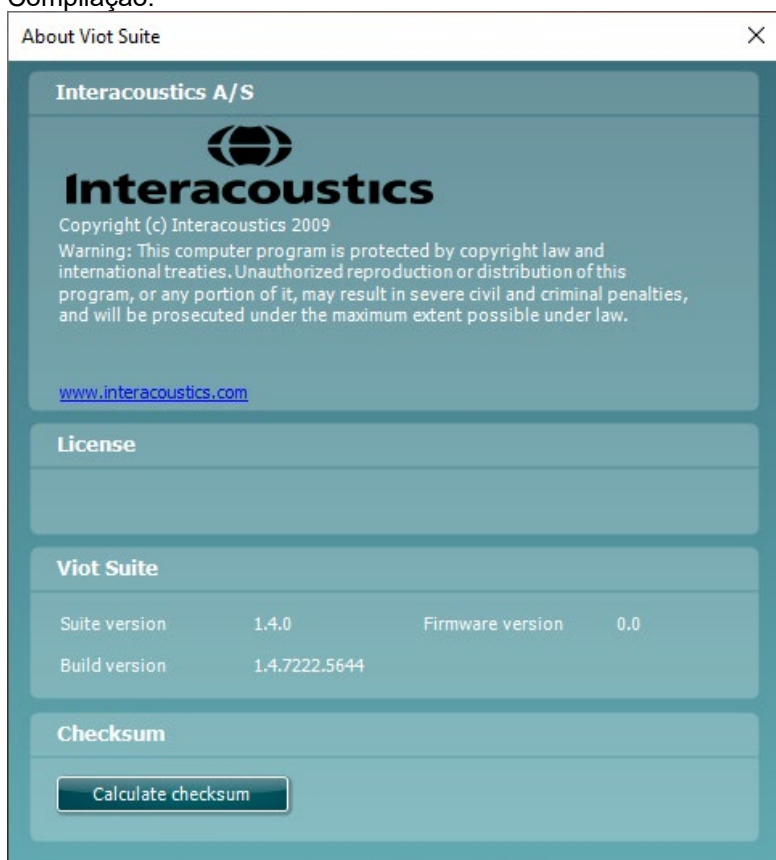 Compilação.
About Viot Suite
Interacoustics A/S
Interacoustics
Copyright (c) Interacoustics 2009
Warning: This computer program is protected by copyright law and
international treaties. Unauthorized reproduction or distribution of this
program, or any portion of it, may result in severe civil and criminal penalties,
and will be prosecuted under the maximum extent possible under law.
www.interacoustics.com
License
Viot Suite
Suite version 1.4.0 Firmware version 0.0
Build version 1.4.7222.5644
Checksum
Calculate checksum